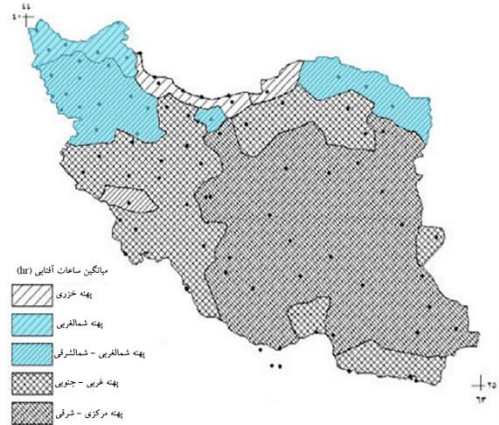 ۴۴
۴۰
میانگین ساعات آفتابی (hr)
پهنه خزری
پهنه شمالغربی
پهنه شمالغربی - شمالشرقی
پهنه غربی - جنوبی
پهنه مرکزی - شرقی
۲۵
۶۳